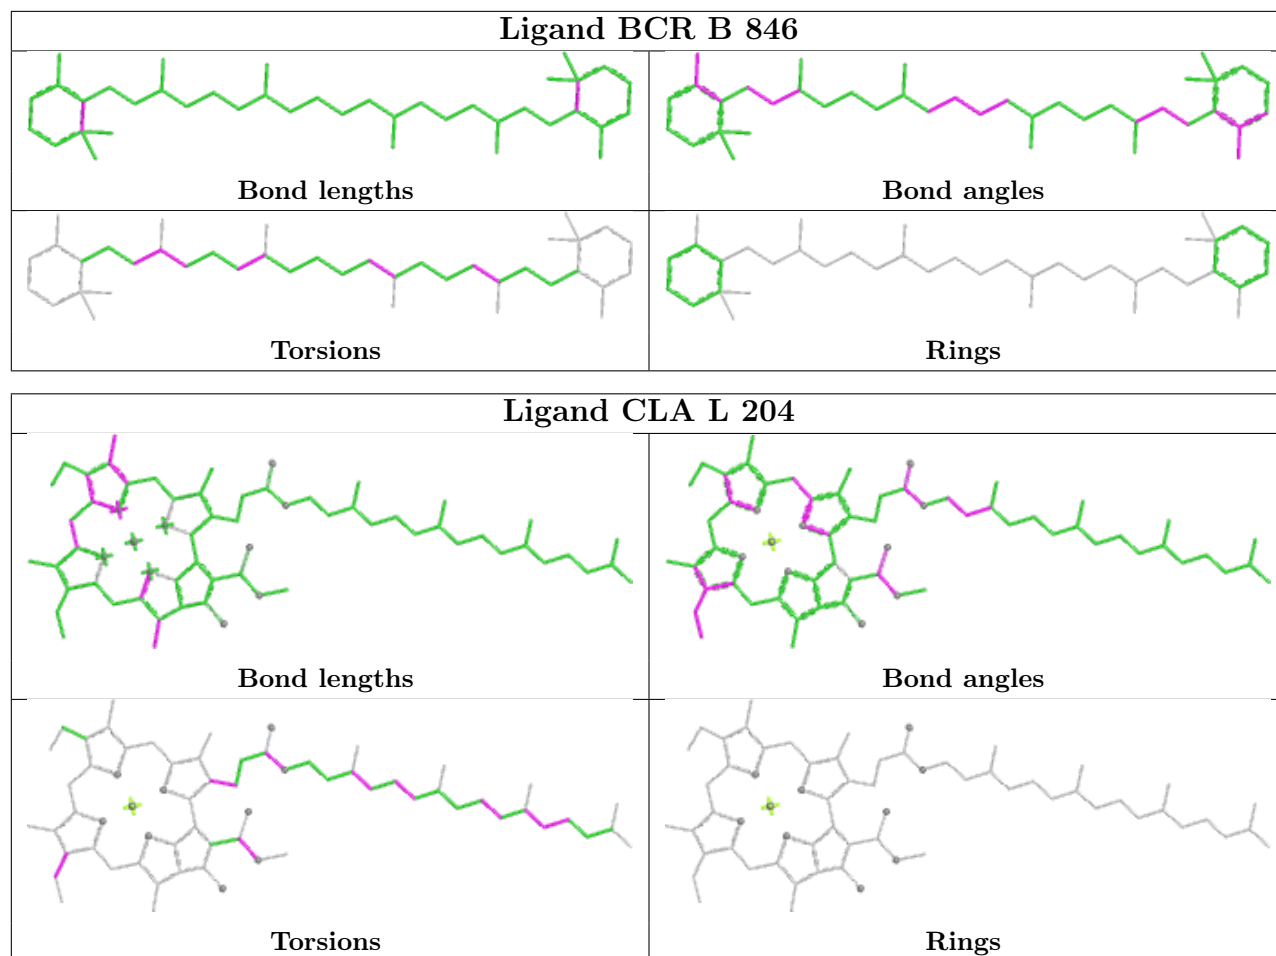 Ligand BCR B 846
Bond lengths
Bond angles
Torsions
Rings
Ligand CLA L 204
Bond lengths
Bond angles
Torsions
Rings